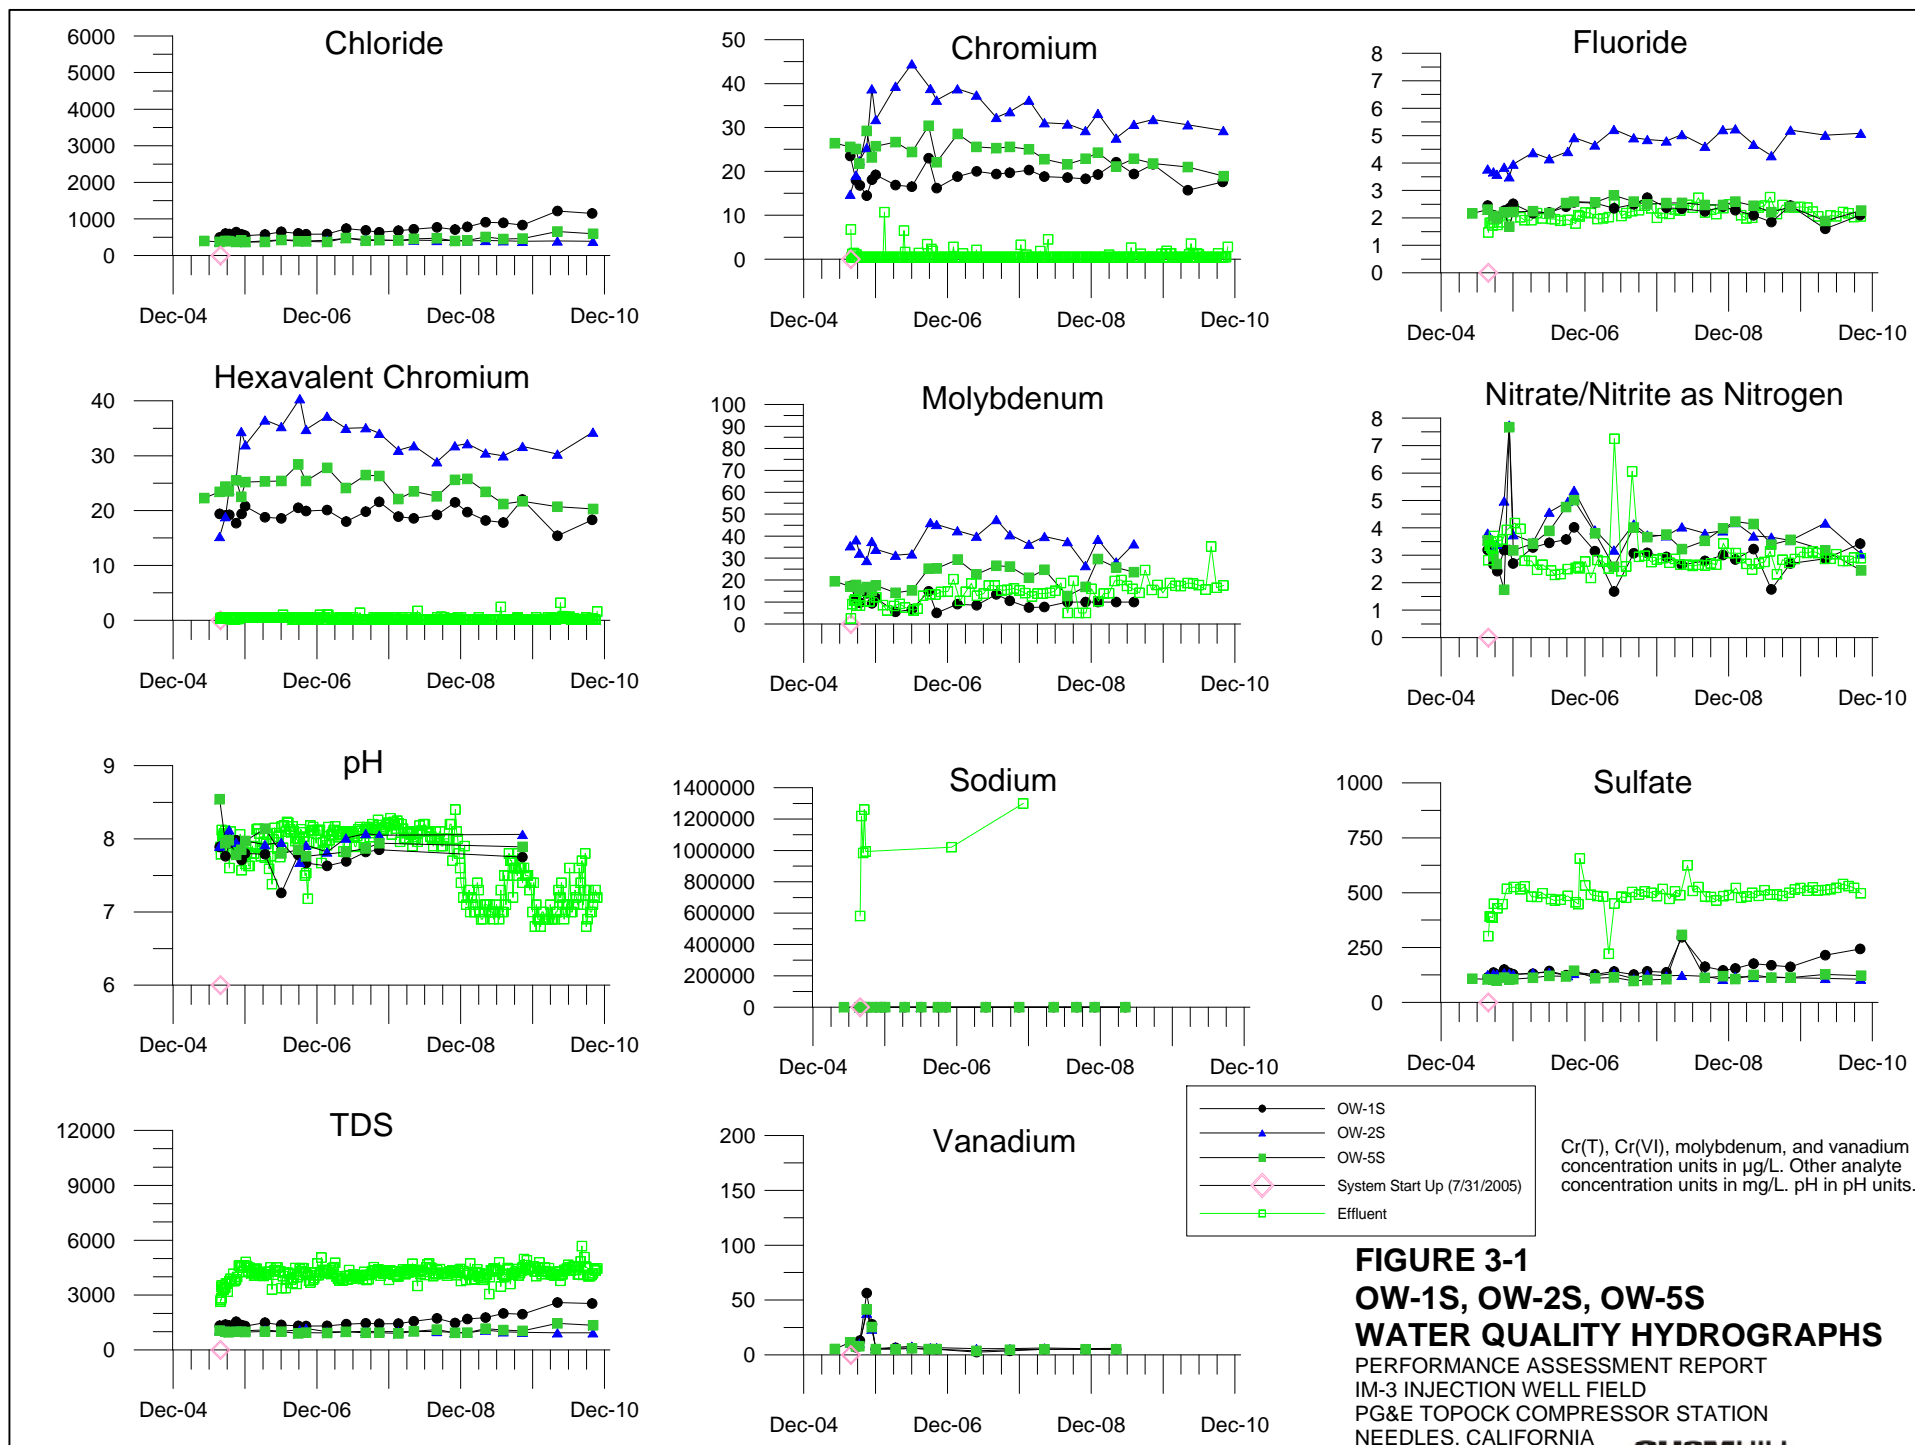 Chloride
6000
5000
4000
3000
2000
1000
0
Dec-04 Dec-06 Dec-08 Dec-10
Chromium
50
40
30
20
10
0
Dec-04 Dec-06 Dec-08 Dec-10
Fluoride
8
7
6
5
4
3
2
1
0
Dec-04 Dec-06 Dec-08 Dec-10
Hexavalent Chromium
40
30
20
10
0
Dec-04 Dec-06 Dec-08 Dec-10
Molybdenum
100
90
80
70
60
50
40
30
20
10
0
Dec-04 Dec-06 Dec-08 Dec-10
Nitrate/Nitrite as Nitrogen
8
7
6
5
4
3
2
1
0
Dec-04 Dec-06 Dec-08 Dec-10
pH
9
8
7
6
Dec-04 Dec-06 Dec-08 Dec-10
Sodium
1400000
1200000
1000000
800000
600000
400000
200000
0
Dec-04 Dec-06 Dec-08 Dec-10
Sulfate
1000
750
500
250
0
Dec-04 Dec-06 Dec-08 Dec-10
TDS
12000
9000
6000
3000
0
Dec-04 Dec-06 Dec-08 Dec-10
Vanadium
200
150
100
50
0
Dec-04 Dec-06 Dec-08 Dec-10
OW-1S
OW-2S
OW-5S
System Start Up (7/31/2005)
Effluent
Cr(T), Cr(VI), molybdenum, and vanadium
concentration units in µg/L. Other analyte
concentration units in mg/L. pH in pH units.
FIGURE 3-1
OW-1S, OW-2S, OW-5S
WATER QUALITY HYDROGRAPHS
PERFORMANCE ASSESSMENT REPORT
IM-3 INJECTION WELL FIELD
PG&E TOPOCK COMPRESSOR STATION
NEEDLES, CALIFORNIA